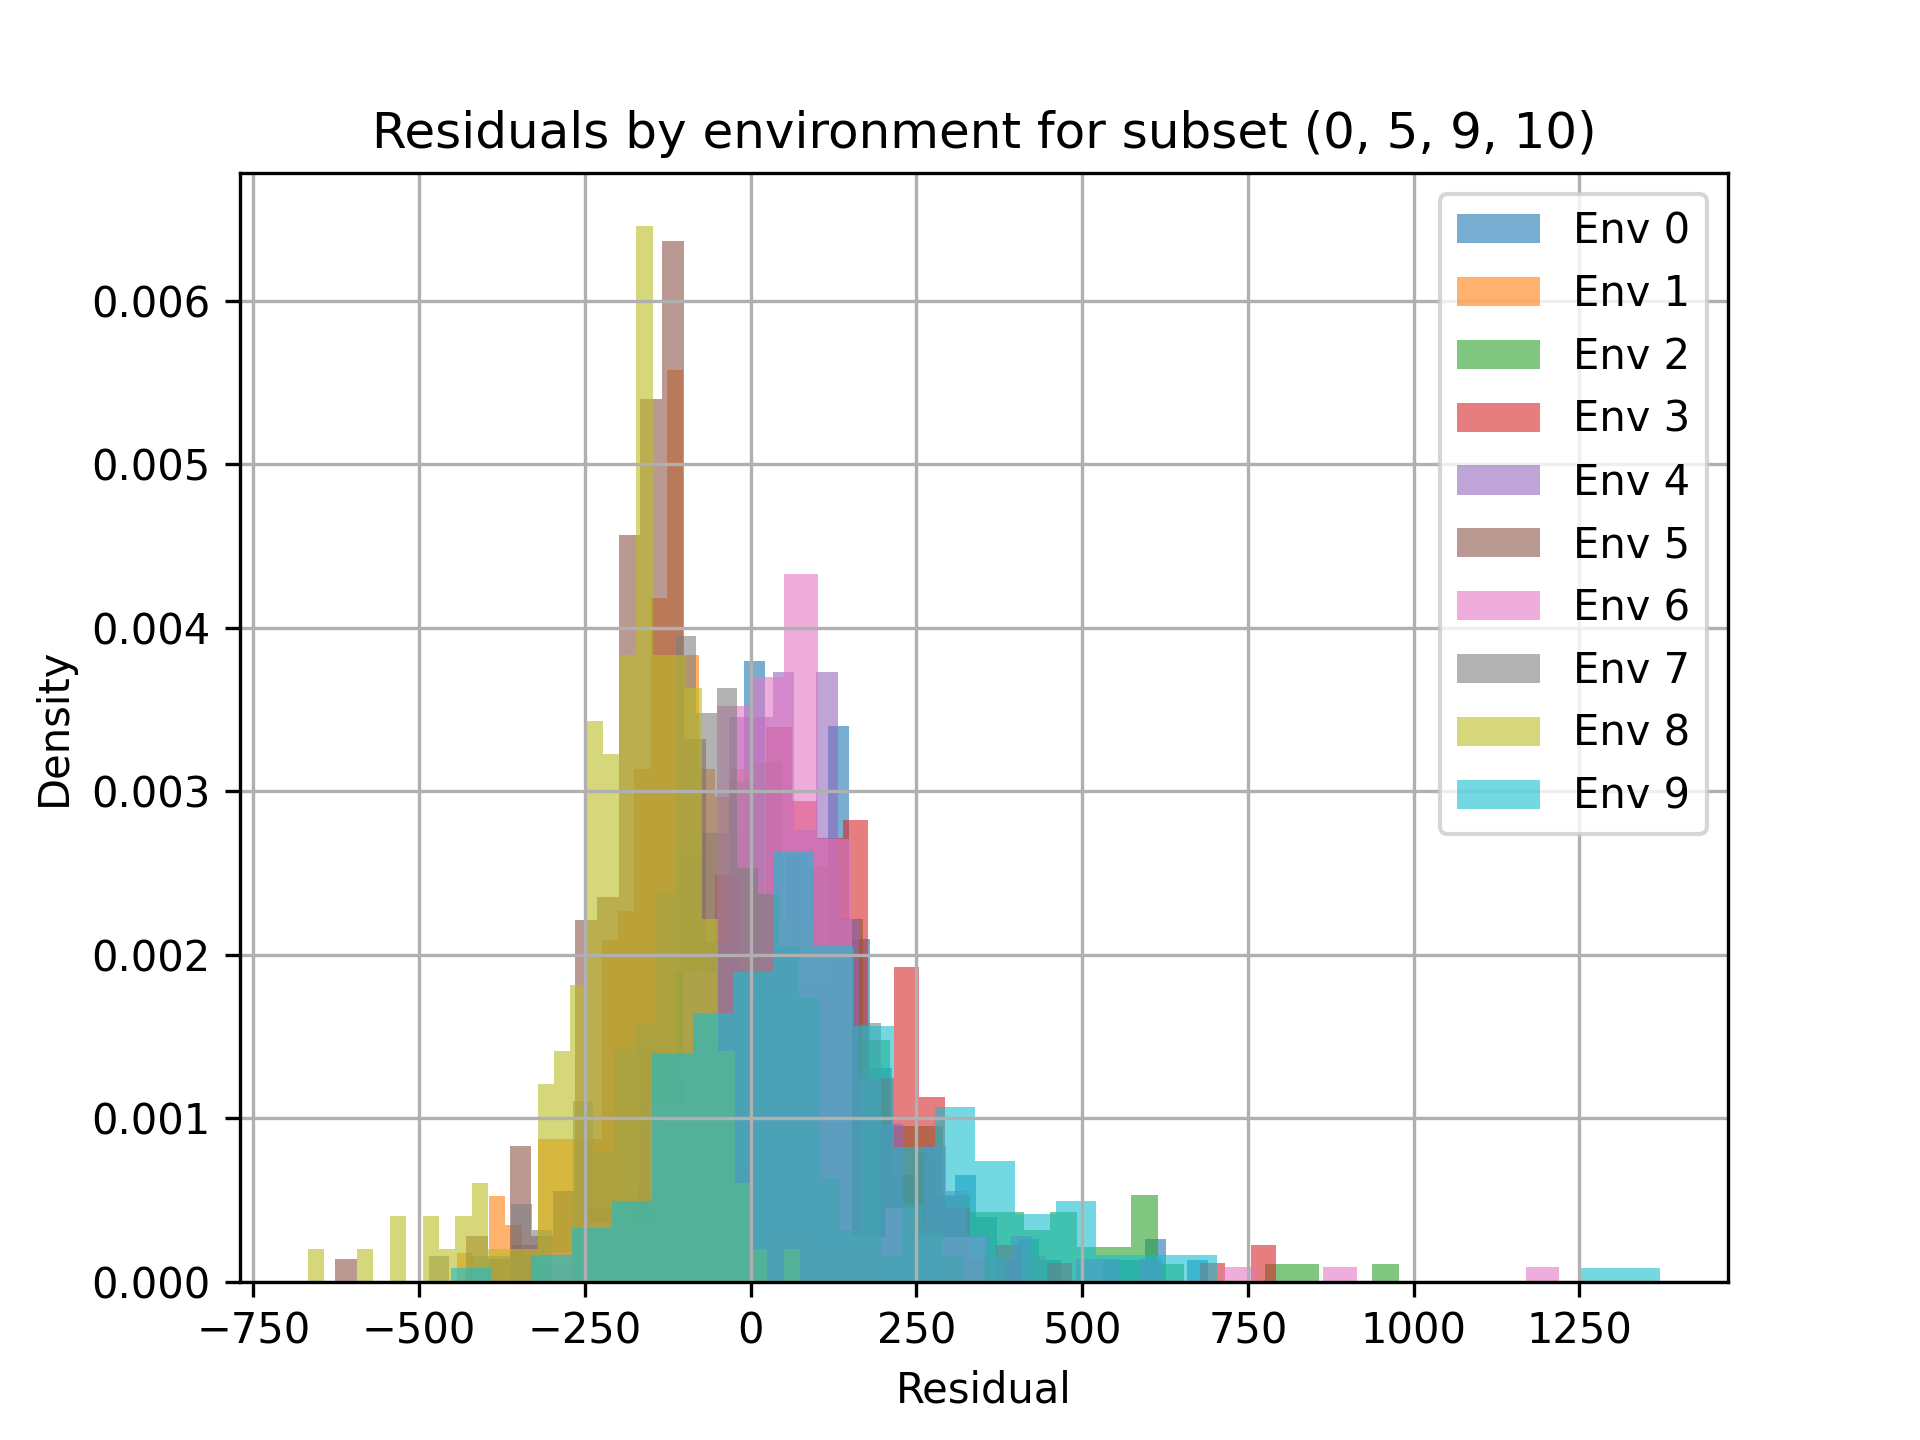 Residuals by environment for subset (0, 5, 9, 10)
Env 0
Env 1
Env 2
Env 3
Env 4
Env 5
Env 6
Env 7
Env 8
Env 9
Density
0.006
0.005
0.004
0.003
0.002
0.001
0.000
−750 −500 −250 0 250 500 750 1000 1250
Residual